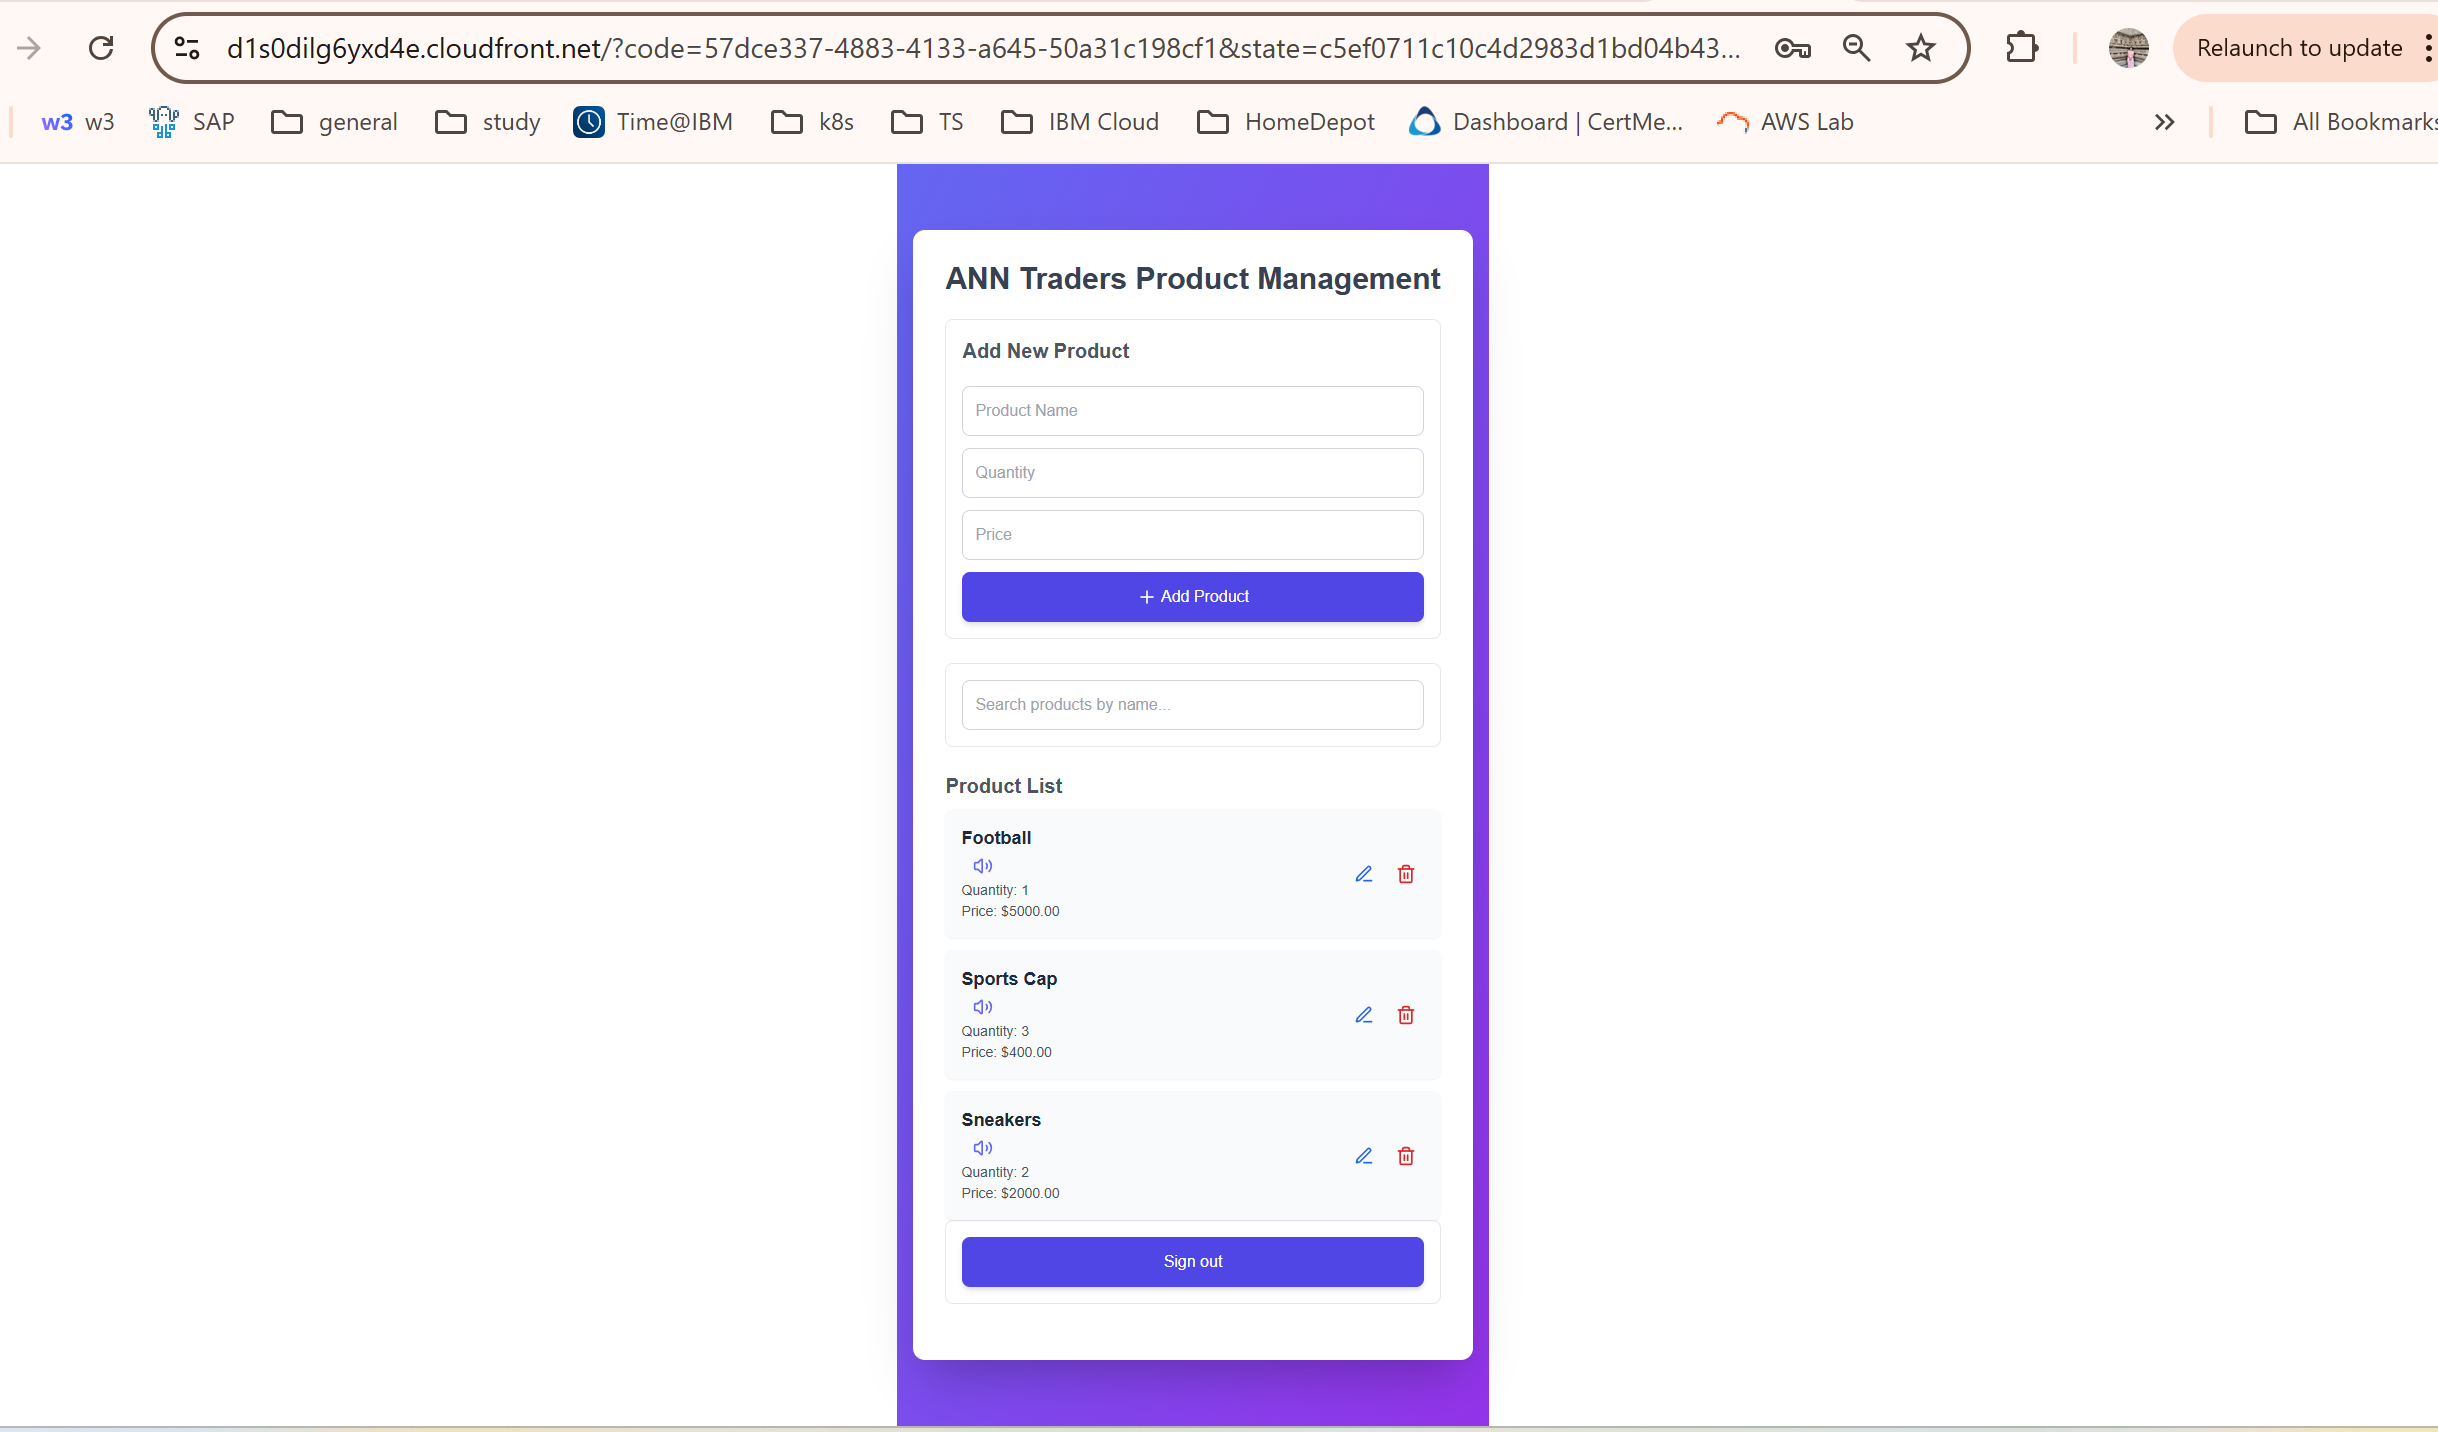 d1s0dilg6yxd4e.cloudfront.net/?code=57dce337-4883-4133-a645-50a31c198cf1&state=c5ef0711c10c4d2983d1bd04b43...
Relaunch to update
w3 w3 SAP general study Time@IBM k8s TS IBM Cloud HomeDepot Dashboard | CertMe... AWS Lab All Bookmarks
ANN Traders Product Management
Add New Product
Product Name
Quantity
Price
+ Add Product
Search products by name...
Product List
Football
Quantity: 1
Price: $5000.00
Sports Cap
Quantity: 3
Price: $400.00
Sneakers
Quantity: 2
Price: $2000.00
Sign out